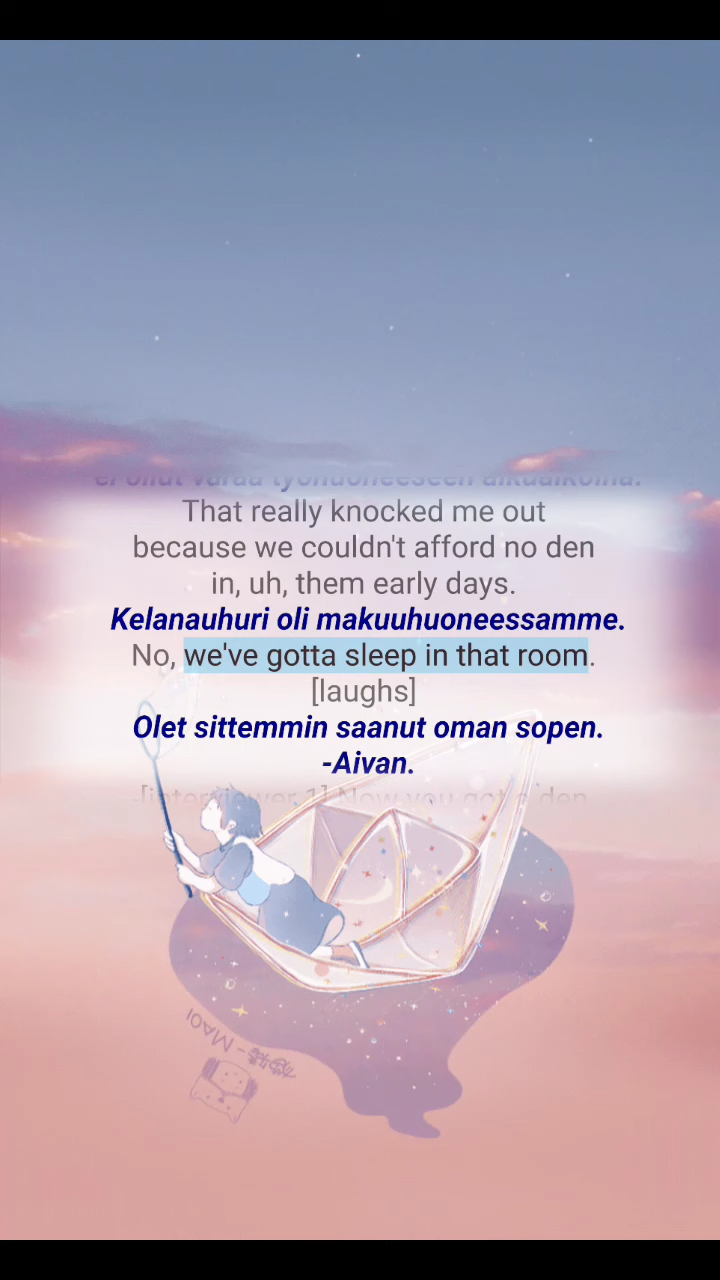 ei ollut varaa työhuoneeseen alkuaikoina.
That really knocked me out
because we couldn't afford no den
in, uh, them early days.
Kelanauhuri oli makuuhuoneessamme.
No, we've gotta sleep in that room.
[laughs]
Olet sittemmin saanut oman sopen.
-Aivan.
-[interviewer 1] Now you got a den
MAOI